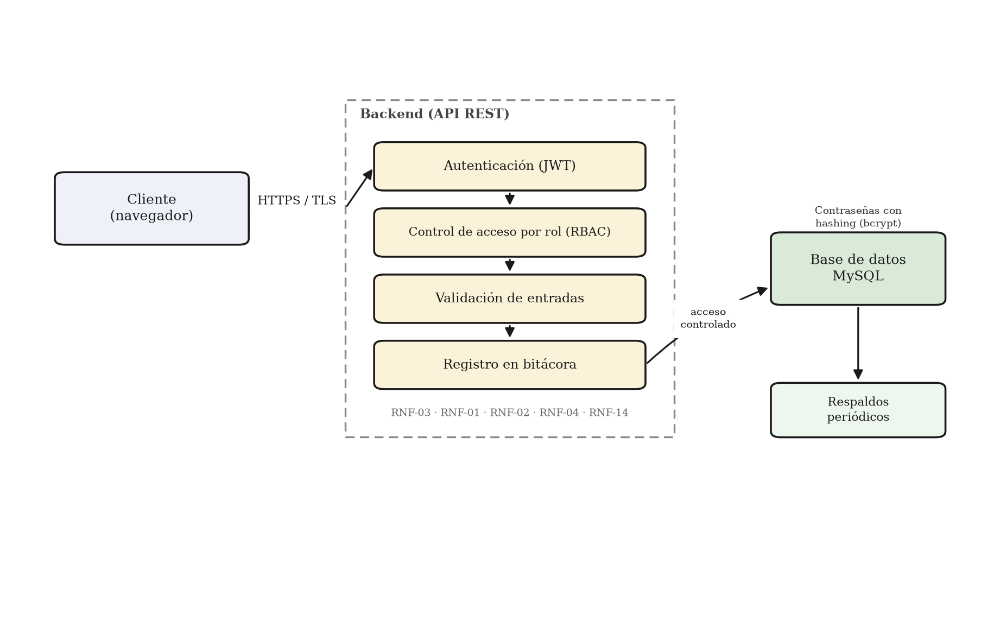 Backend (API REST)
Autenticación (JWT)
Cliente
(navegador)
HTTPS / TLS
Control de acceso por rol (RBAC)
Validación de entradas
Registro en bitácora
RNF-03 · RNF-01 · RNF-02 · RNF-04 · RNF-14
acceso
controlado
Contraseñas con
hashing (bcrypt)
Base de datos
MySQL
Respaldos
periódicos